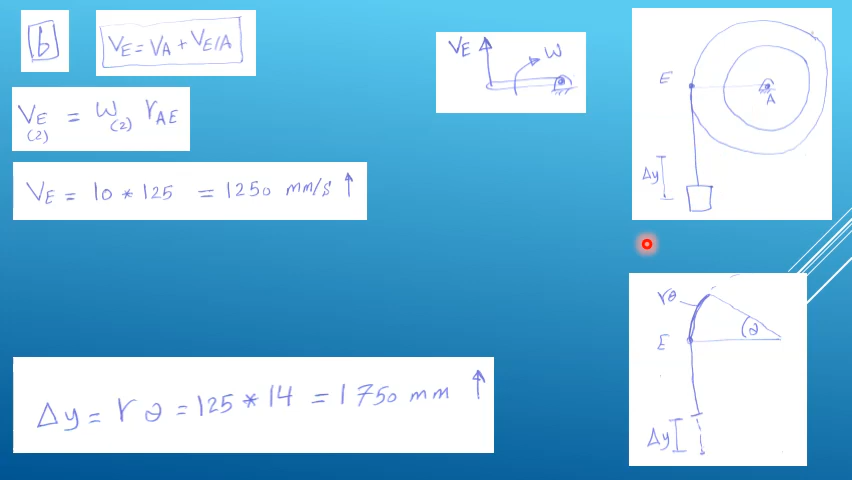 b
VE = VA + VE/A
VE(2) = W(2) rAE
VE = 10 * 125 = 1250 mm/s ↑
Δy = rθ = 125 * 14 = 1750 mm ↑
VE
W
E
A
Δy
rθ
θ
E
Δy